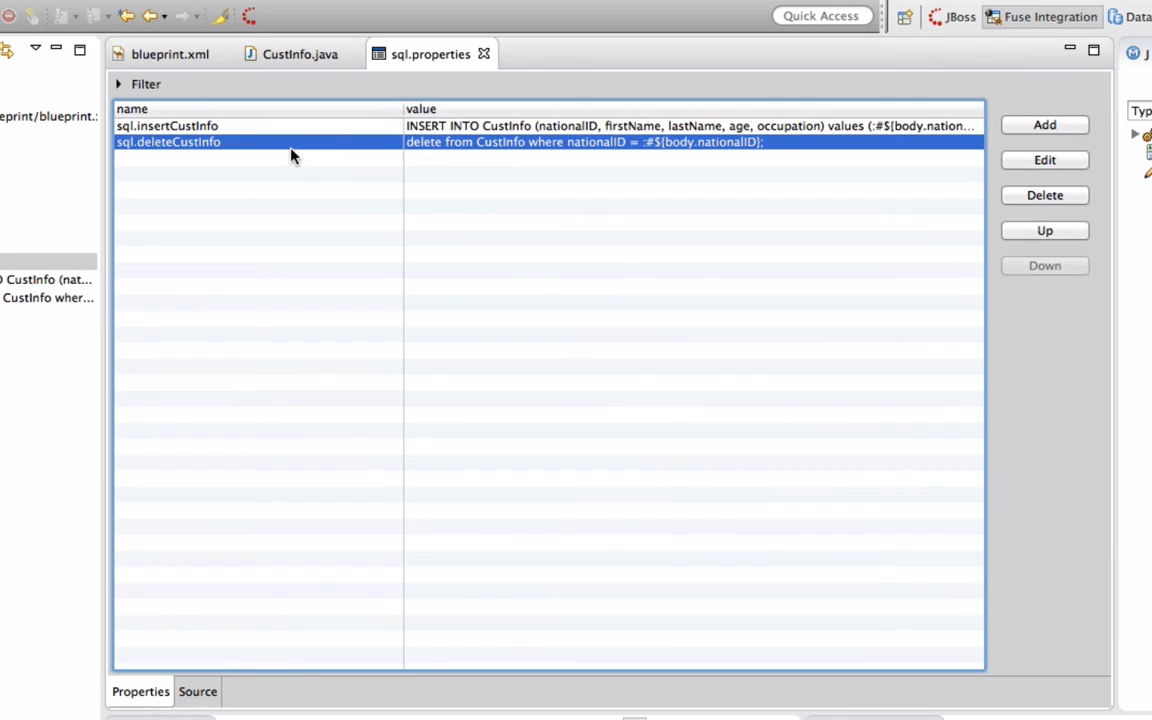 Quick Access
JBoss
Fuse Integration
Data
blueprint.xml
CustInfo.java
sql.properties
J
Filter
eprint/blueprint.:
name
value
Typ
sql.insertCustInfo
INSERT INTO CustInfo (nationalID, firstName, lastName, age, occupation) values (:#${body.nation...
Add
sql.deleteCustInfo
delete from CustInfo where nationalID = :#${body.nationalID};
Edit
Delete
Up
Down
O CustInfo (nat...
CustInfo wher...
Properties
Source